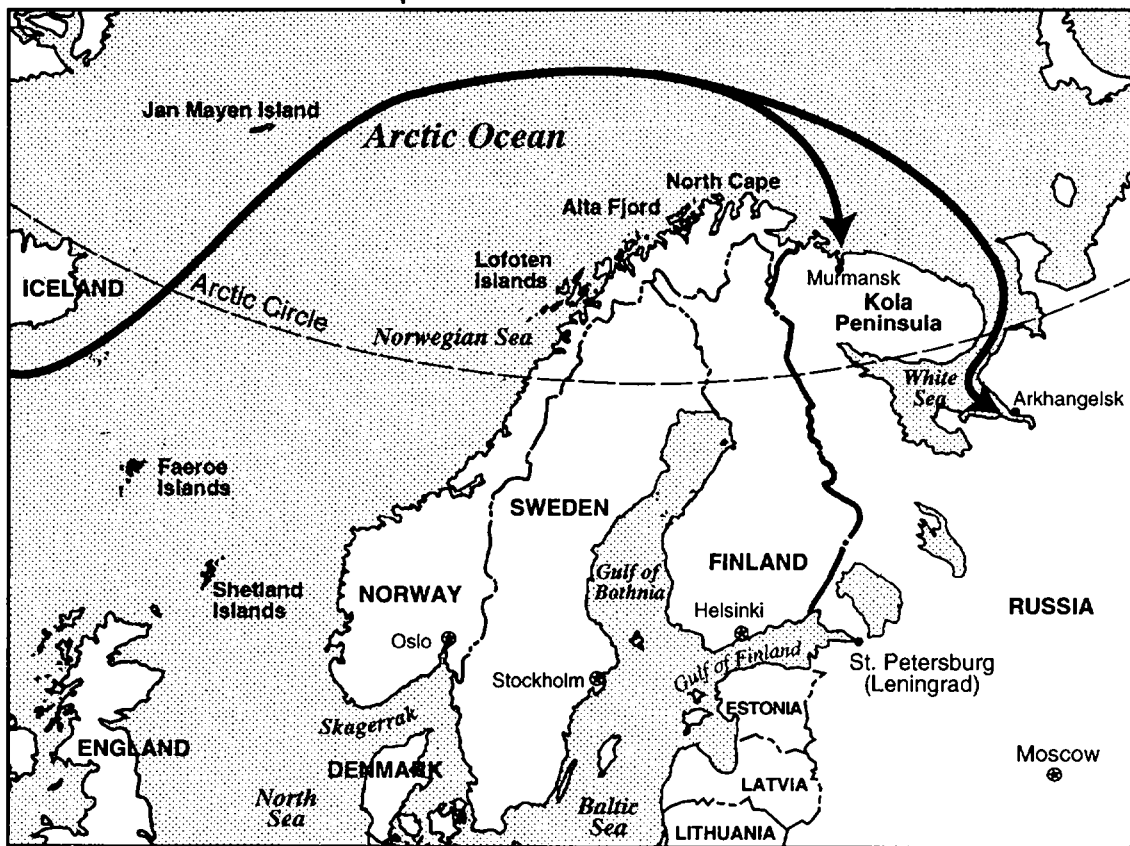 Jan Mayen Island
Arctic Ocean
North Cape
Alta Fjord
Lofoten
Islands
ICELAND
Arctic Circle
Norwegian Sea
Murmansk
Kola
Peninsula
White
Sea
Arkhangelsk
Faeroe
Islands
SWEDEN
Shetland
Islands
NORWAY
Gulf of
Bothnia
FINLAND
Helsinki
RUSSIA
Oslo
Gulf of Finland
St. Petersburg
(Leningrad)
Stockholm
ESTONIA
Skagerrak
ENGLAND
DENMARK
Moscow
LATVIA
North
Sea
Baltic
Sea
LITHUANIA